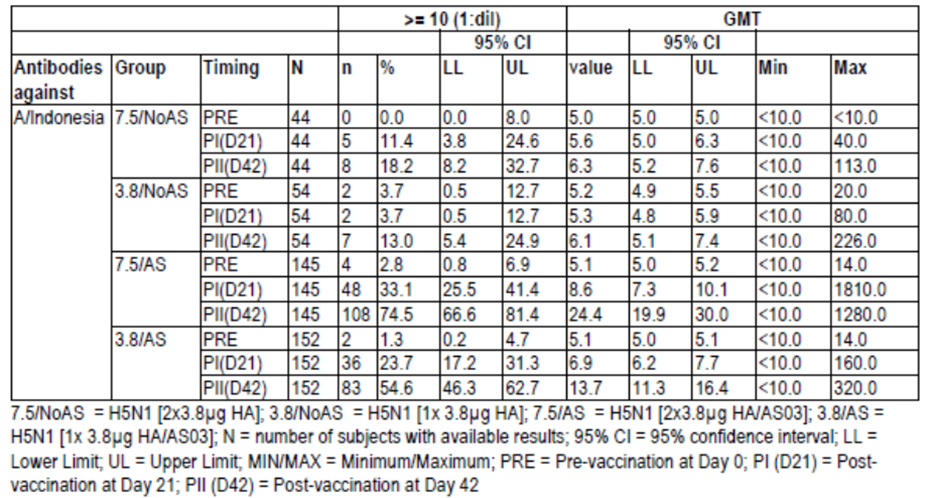 >= 10 (1:dil) GMT
95% CI 95% CI
Antibodies against Group Timing N n % LL UL value LL UL Min Max
A/Indonesia 7.5/NoAS PRE 44 0 0.0 0.0 8.0 5.0 5.0 5.0 <10.0 <10.0
PI(D21) 44 5 11.4 3.8 24.6 5.6 5.0 6.3 <10.0 40.0
PII(D42) 44 8 18.2 8.2 32.7 6.3 5.2 7.6 <10.0 113.0
3.8/NoAS PRE 54 2 3.7 0.5 12.7 5.2 4.9 5.5 <10.0 20.0
PI(D21) 54 2 3.7 0.5 12.7 5.3 4.8 5.9 <10.0 80.0
PII(D42) 54 7 13.0 5.4 24.9 6.1 5.1 7.4 <10.0 226.0
7.5/AS PRE 145 4 2.8 0.8 6.9 5.1 5.0 5.2 <10.0 14.0
PI(D21) 145 48 33.1 25.5 41.4 8.6 7.3 10.1 <10.0 1810.0
PII(D42) 145 108 74.5 66.6 81.4 24.4 19.9 30.0 <10.0 1280.0
3.8/AS PRE 152 2 1.3 0.2 4.7 5.1 5.0 5.1 <10.0 14.0
PI(D21) 152 36 23.7 17.2 31.3 6.9 6.2 7.7 <10.0 160.0
PII(D42) 152 83 54.6 46.3 62.7 13.7 11.3 16.4 <10.0 320.0
7.5/NoAS = H5N1 [2x3.8µg HA]; 3.8/NoAS = H5N1 [1x 3.8µg HA]; 7.5/AS = H5N1 [2x3.8µg HA/AS03]; 3.8/AS =
H5N1 [1x 3.8µg HA/AS03]; N = number of subjects with available results; 95% CI = 95% confidence interval; LL =
Lower Limit; UL = Upper Limit; MIN/MAX = Minimum/Maximum; PRE = Pre-vaccination at Day 0; PI (D21) = Post-
vaccination at Day 21; PII (D42) = Post-vaccination at Day 42